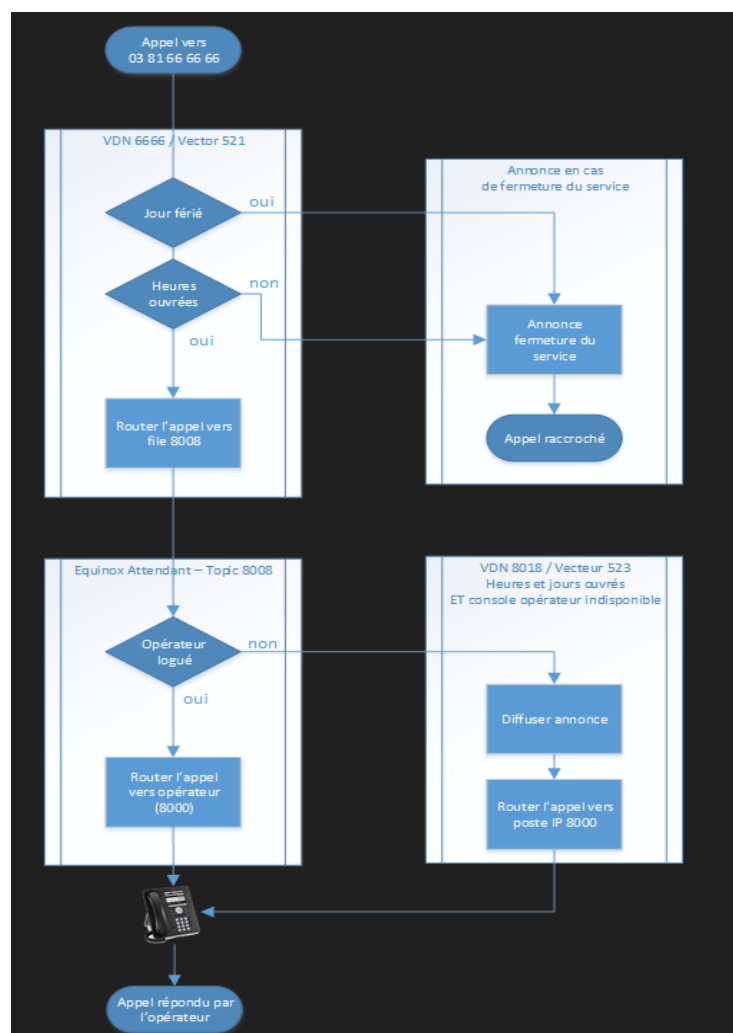 Appel vers
03 81 66 66 66
VDN 6666 / Vector 521
Jour férié
oui
Heures
ouvrées
non
oui
Router l'appel vers
file 8008
Annonce en cas
de fermeture du service
Annonce
fermeture du
service
Appel raccroché
Equinox Attendant – Topic 8008
Opérateur
logué
non
oui
Router l'appel
vers opérateur
(8000)
VDN 8018 / Vecteur 523
Heures et jours ouvrés
ET console opérateur indisponible
Diffuser annonce
Router l'appel vers
poste IP 8000
Appel répondu par
l'opérateur